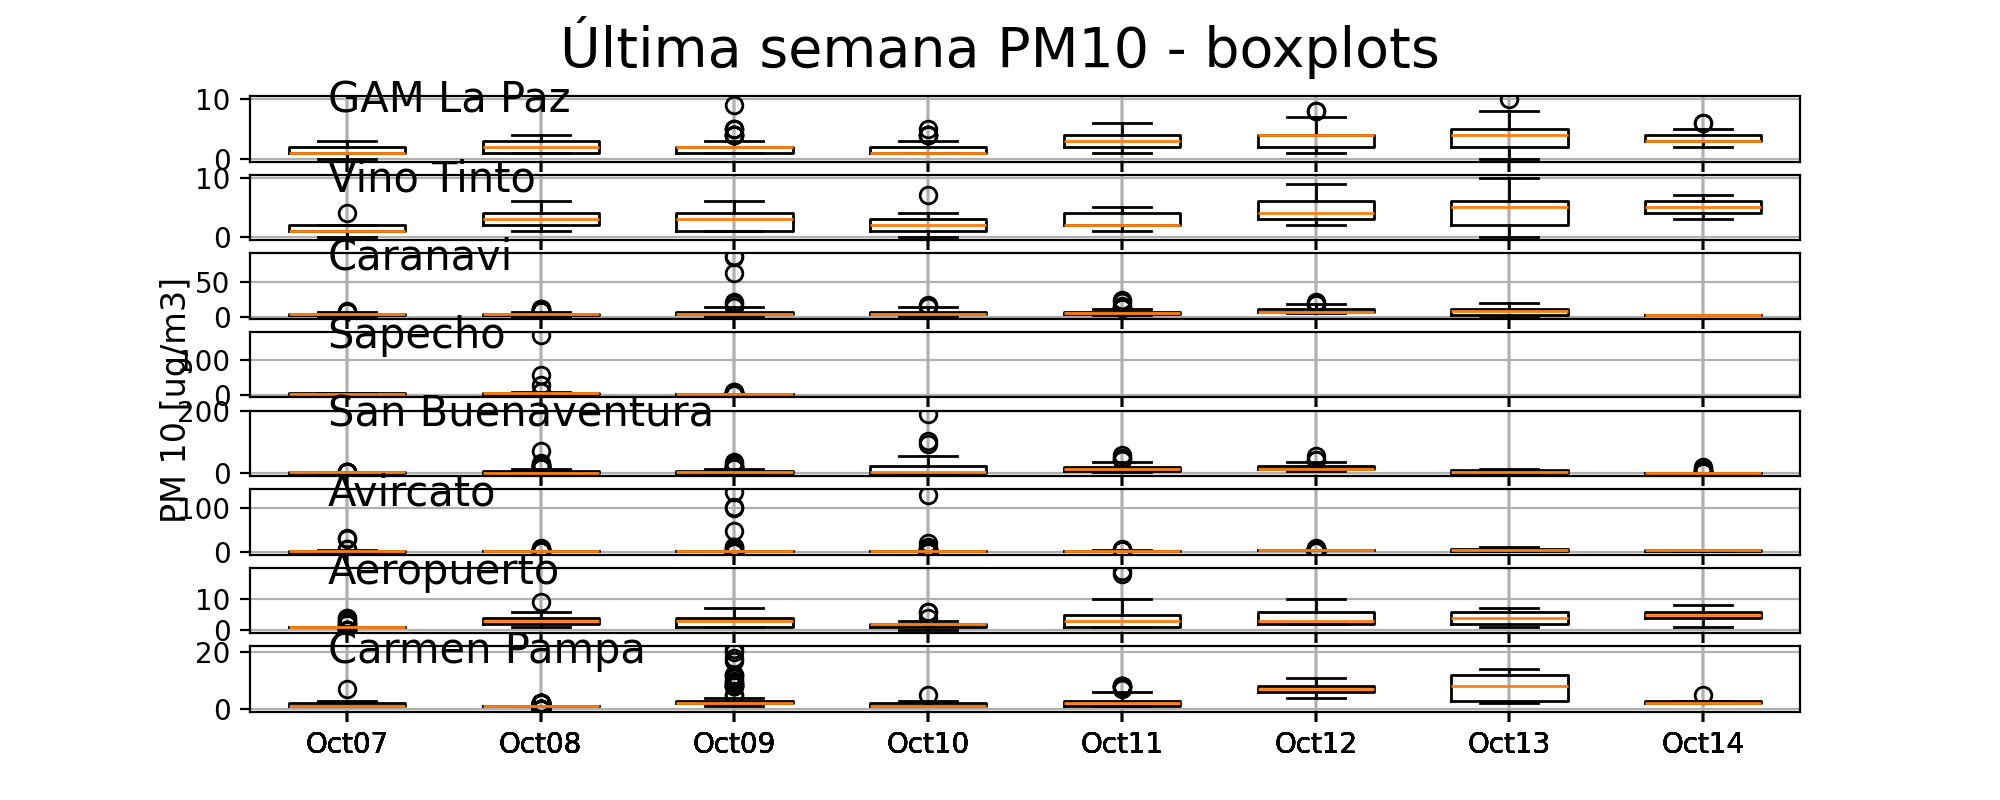 Última semana PM10 - boxplots
GAM La Paz
10
0
Vino Tinto
10
0
Caranavi
50
0
Sapecho
100
0
San Buenaventura
200
0
Avircato
100
0
Aeropuerto
10
0
Carmen Pampa
20
0
PM 10 [ug/m3]
Oct07 Oct08 Oct09 Oct10 Oct11 Oct12 Oct13 Oct14